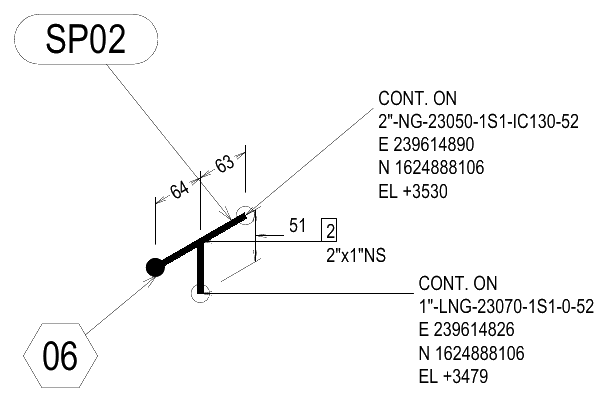 SP02
CONT. ON
2"-NG-23050-1S1-IC130-52
E 239614890
N 1624888106
EL +3530
63
64
51
2
2"x1"NS
CONT. ON
1"-LNG-23070-1S1-0-52
E 239614826
N 1624888106
EL +3479
06